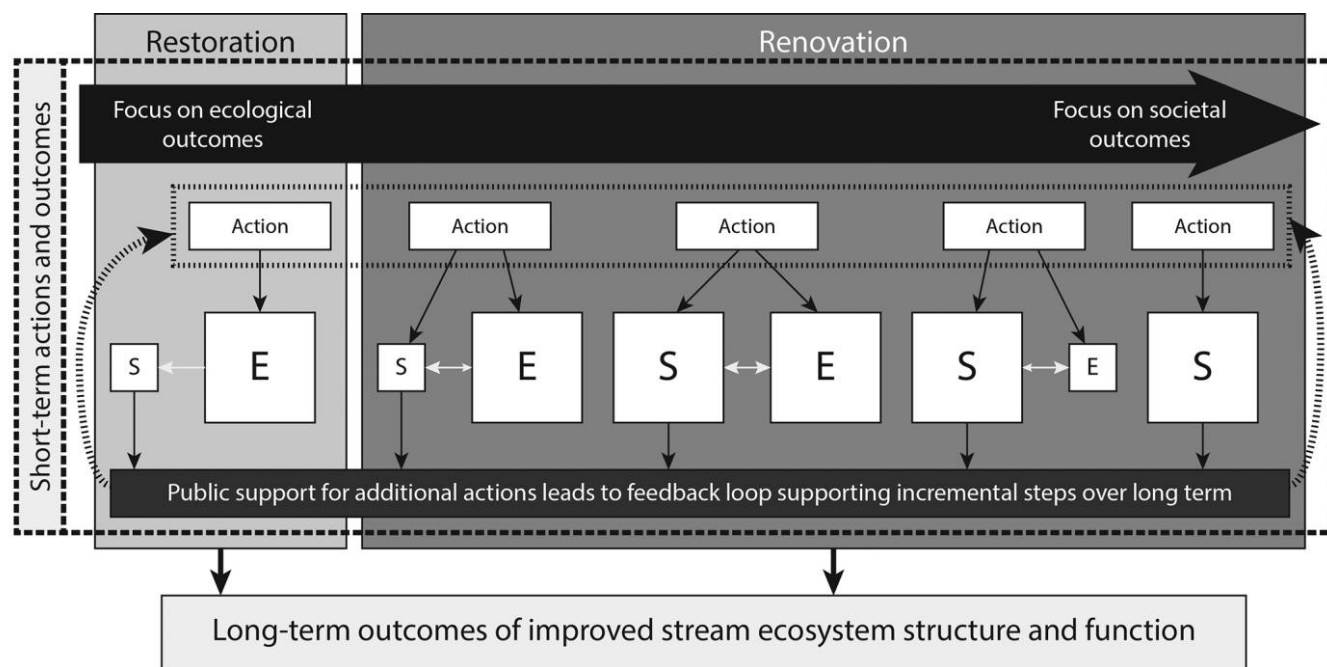 Restoration
Renovation
Short-term actions and outcomes
Focus on ecological
outcomes
Focus on societal
outcomes
Action
Action
Action
Action
Action
S
E
S
E
S
E
S
E
S
Public support for additional actions leads to feedback loop supporting incremental steps over long term
Long-term outcomes of improved stream ecosystem structure and function